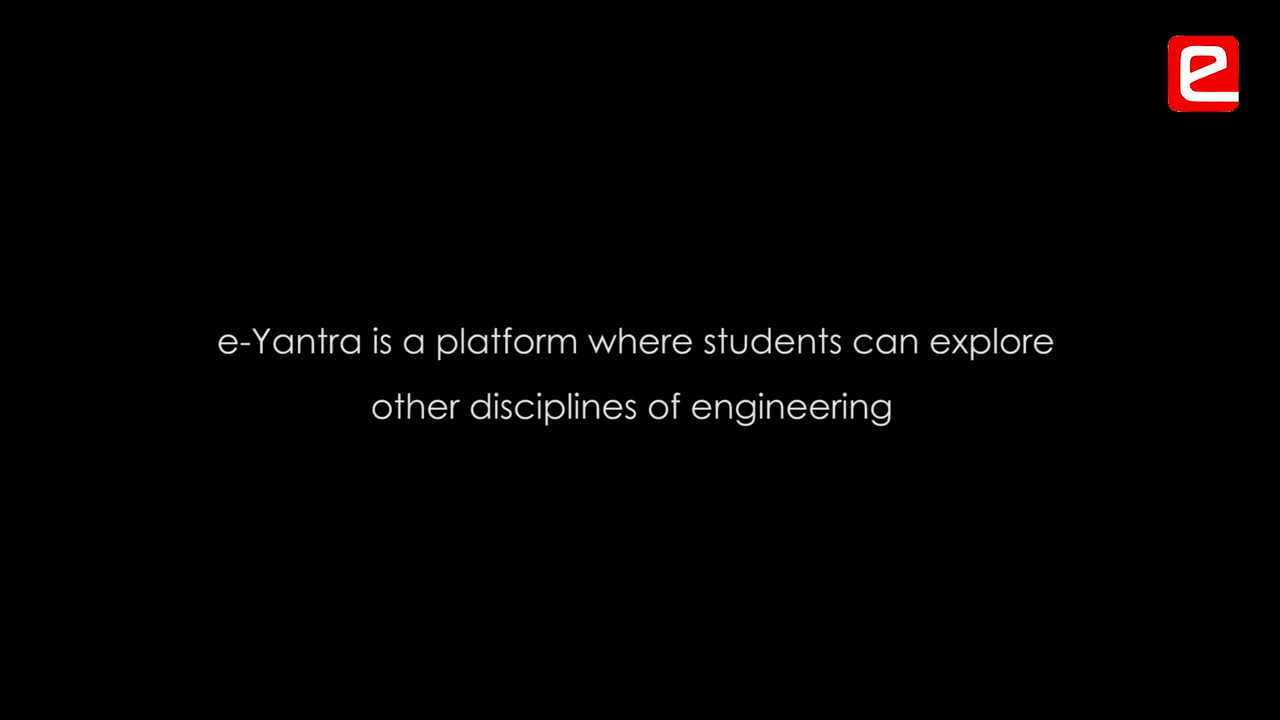 e
e-Yantra is a platform where students can explore
other disciplines of engineering